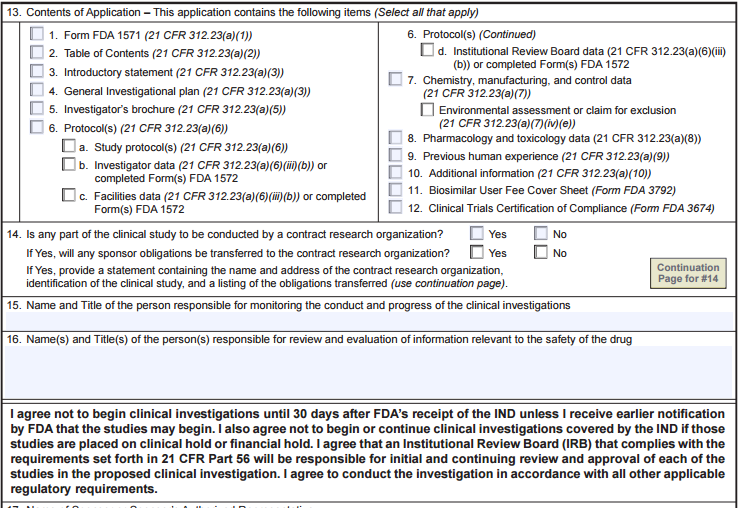 13. Contents of Application – This application contains the following items (Select all that apply)
1. Form FDA 1571 (21 CFR 312.23(a)(1))
2. Table of Contents (21 CFR 312.23(a)(2))
3. Introductory statement (21 CFR 312.23(a)(3))
4. General Investigational plan (21 CFR 312.23(a)(3))
5. Investigator's brochure (21 CFR 312.23(a)(5))
6. Protocol(s) (21 CFR 312.23(a)(6))
a. Study protocol(s) (21 CFR 312.23(a)(6))
b. Investigator data (21 CFR 312.23(a)(6)(iii)(b)) or
completed Form(s) FDA 1572
c. Facilities data (21 CFR 312.23(a)(6)(iii)(b)) or completed
Form(s) FDA 1572
6. Protocol(s) (Continued)
d. Institutional Review Board data (21 CFR 312.23(a)(6)(iii)
(b)) or completed Form(s) FDA 1572
7. Chemistry, manufacturing, and control data
(21 CFR 312.23(a)(7))
Environmental assessment or claim for exclusion
(21 CFR 312.23(a)(7)(iv)(e))
8. Pharmacology and toxicology data (21 CFR 312.23(a)(8))
9. Previous human experience (21 CFR 312.23(a)(9))
10. Additional information (21 CFR 312.23(a)(10))
11. Biosimilar User Fee Cover Sheet (Form FDA 3792)
12. Clinical Trials Certification of Compliance (Form FDA 3674)
14. Is any part of the clinical study to be conducted by a contract research organization? Yes No
If Yes, will any sponsor obligations be transferred to the contract research organization? Yes No
If Yes, provide a statement containing the name and address of the contract research organization,
identification of the clinical study, and a listing of the obligations transferred (use continuation page).
Continuation
Page for #14
15. Name and Title of the person responsible for monitoring the conduct and progress of the clinical investigations
16. Name(s) and Title(s) of the person(s) responsible for review and evaluation of information relevant to the safety of the drug
I agree not to begin clinical investigations until 30 days after FDA's receipt of the IND unless I receive earlier notification
by FDA that the studies may begin. I also agree not to begin or continue clinical investigations covered by the IND if those
studies are placed on clinical hold or financial hold. I agree that an Institutional Review Board (IRB) that complies with the
requirements set forth in 21 CFR Part 56 will be responsible for initial and continuing review and approval of each of the
studies in the proposed clinical investigation. I agree to conduct the investigation in accordance with all other applicable
regulatory requirements.